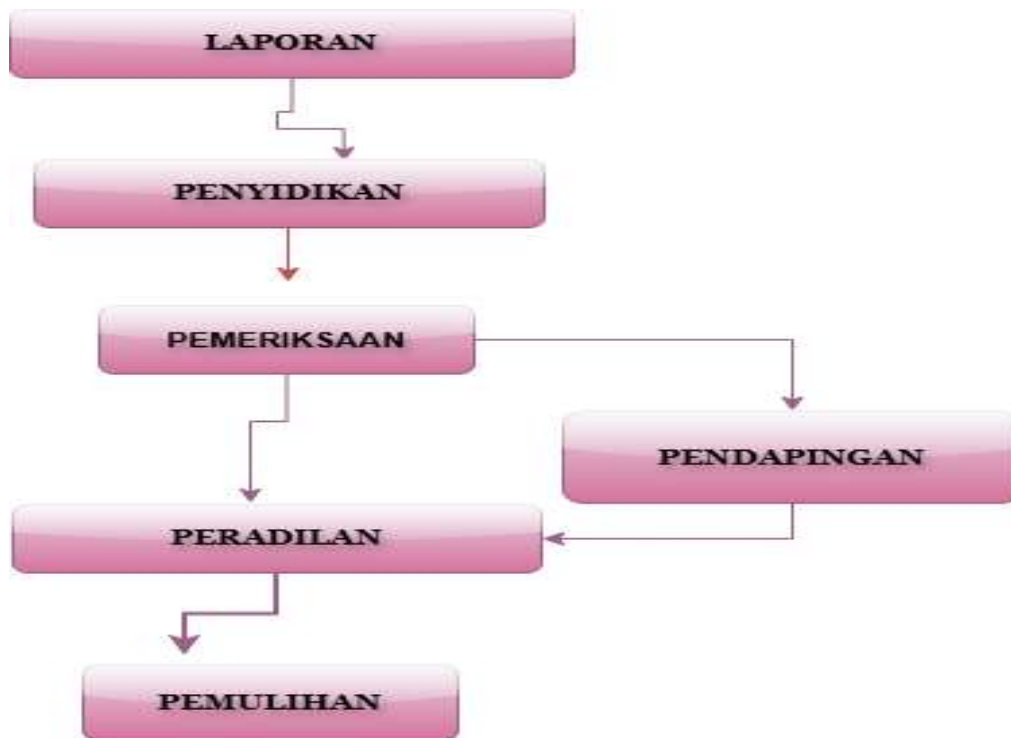 LAPORAN
PENYIDIKAN
PEMERIKSAAN
PENDAPINGAN
PERADILAN
PEMULIHAN